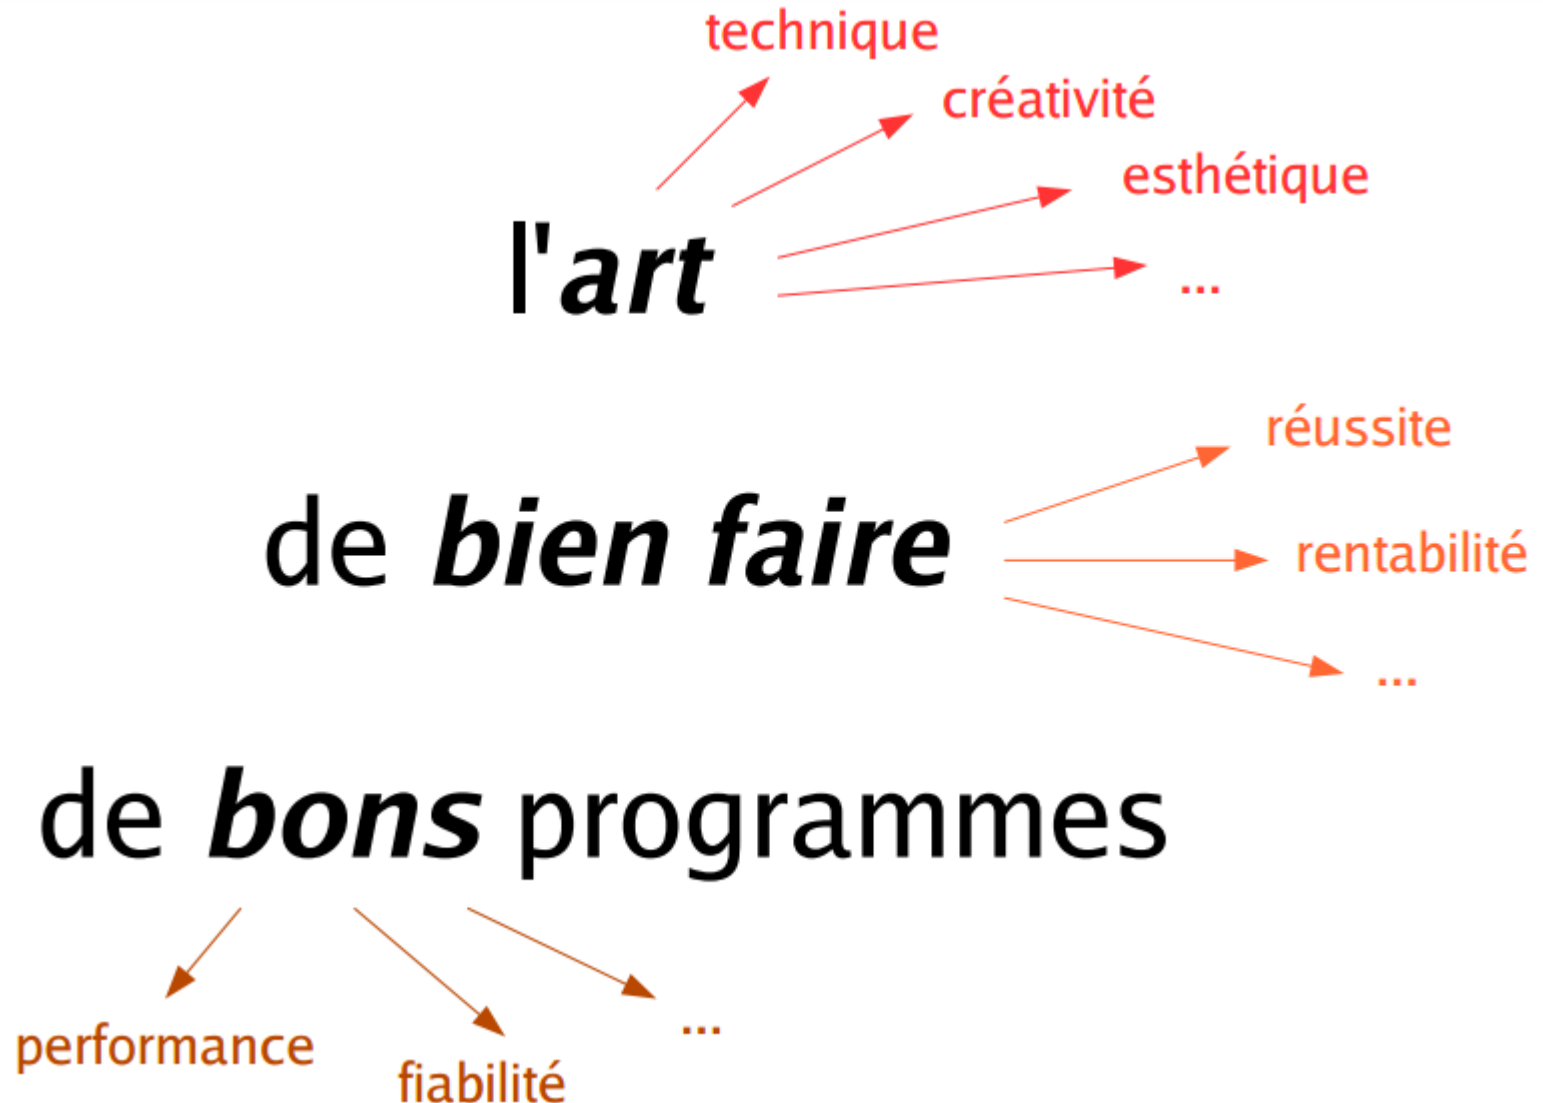 technique
créativité
esthétique
l'art
...
réussite
de bien faire
rentabilité
...
de bons programmes
performance
fiabilité
...